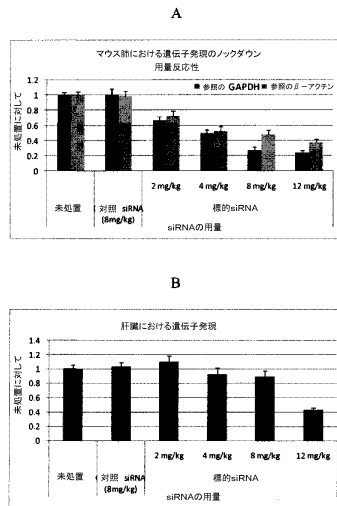 A
マウス肺における遺伝子発現のノックダウン
用量反応性
未処置に対して
1.2
1
0.8
0.6
0.4
0.2
0
■ 参照の GAPDH ■ 参照のβ-アクチン
2 mg/kg 4 mg/kg 8 mg/kg 12 mg/kg
未処置 対照 siRNA 標的siRNA
(8mg/kg)
siRNAの用量
B
肝臓における遺伝子発現
未処置に対して
1.4
1.2
1
0.8
0.6
0.4
0.2
0
2 mg/kg 4 mg/kg 8 mg/kg 12 mg/kg
未処置 対照 siRNA 標的siRNA
(8mg/kg)
siRNAの用量